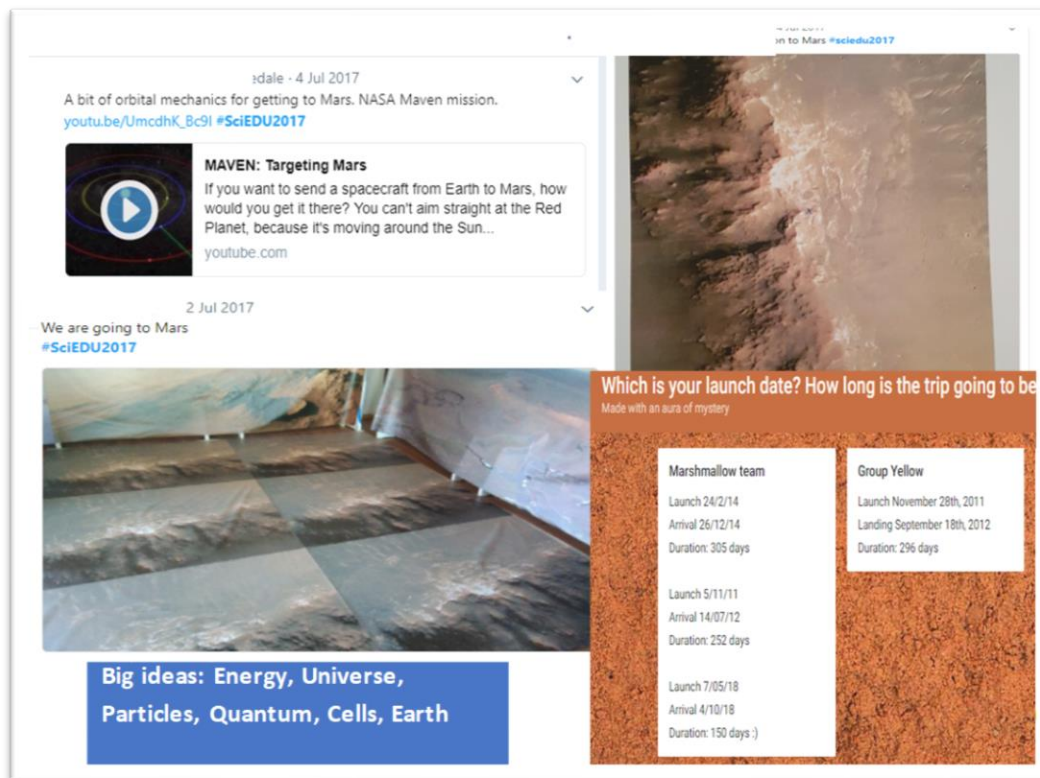 edale · 4 Jul 2017
A bit of orbital mechanics for getting to Mars. NASA Maven mission.
youtu.be/UmcdhK_Bc9I #SciEDU2017
MAVEN: Targeting Mars
If you want to send a spacecraft from Earth to Mars, how
would you get it there? You can't aim straight at the Red
Planet, because it's moving around the Sun...
youtube.com
2 Jul 2017
We are going to Mars
#SciEDU2017
on to Mars #sciedu2017
Which is your launch date? How long is the trip going to be
Made with an aura of mystery
Marshmallow team
Launch 24/2/14
Arrival 26/12/14
Duration: 305 days
Launch 5/11/11
Arrival 14/07/12
Duration: 252 days
Launch 7/05/18
Arrival 4/10/18
Duration: 150 days :)
Group Yellow
Launch November 28th, 2011
Landing September 18th, 2012
Duration: 296 days
Big ideas: Energy, Universe,
Particles, Quantum, Cells, Earth